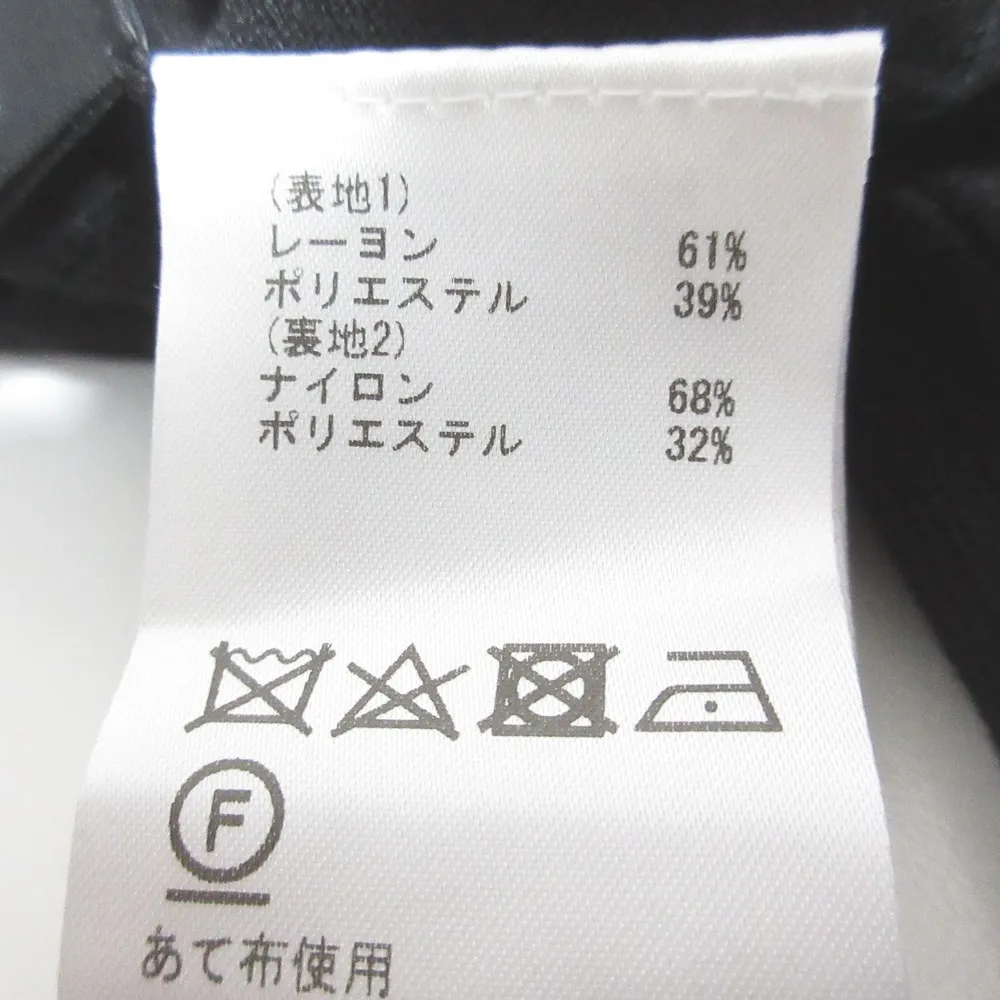 (表地1)
レーヨン 61%
ポリエステル 39%
(裏地2)
ナイロン 68%
ポリエステル 32%
F
あて布使用